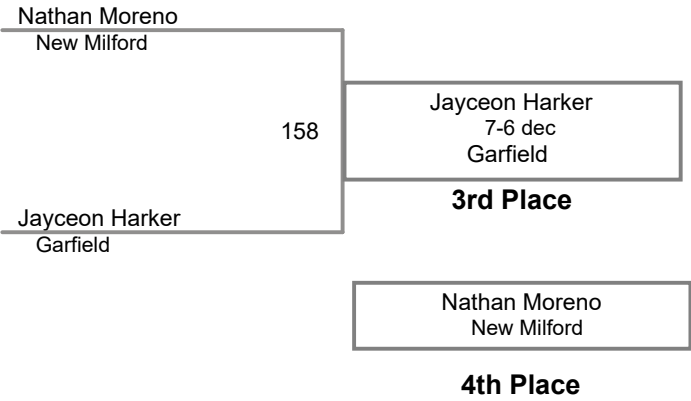 Nathan Moreno
New Milford
158
Jayceon Harker
7-6 dec
Garfield
3rd Place
Jayceon Harker
Garfield
Nathan Moreno
New Milford
4th Place